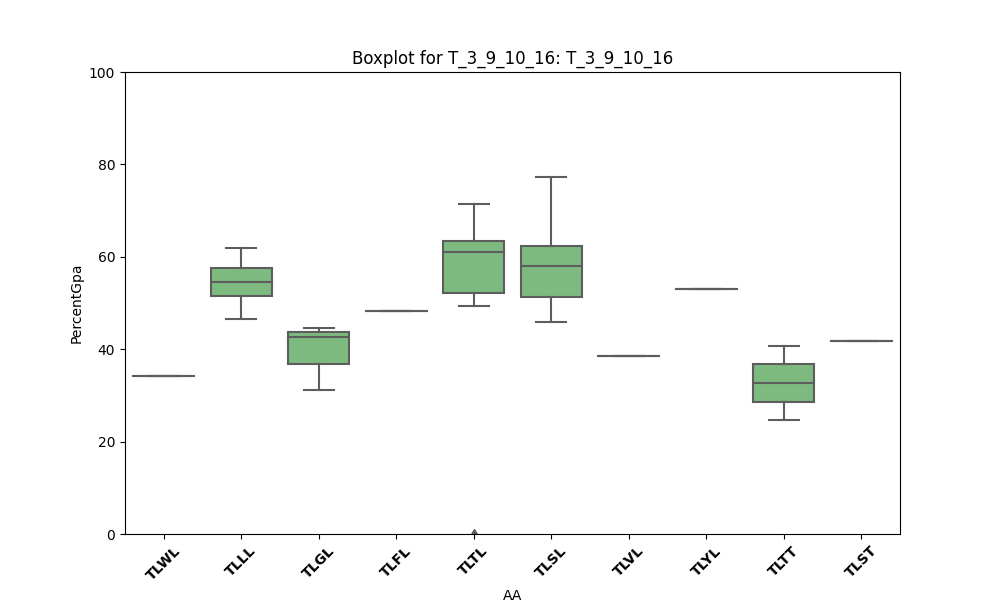 Boxplot for T_3_9_10_16: T_3_9_10_16
100
80
60
40
20
0
PercentGpa
TLWL TLLL TLGL TLFL TLTL TLSL TLVL TLYL TLTT TLST
AA